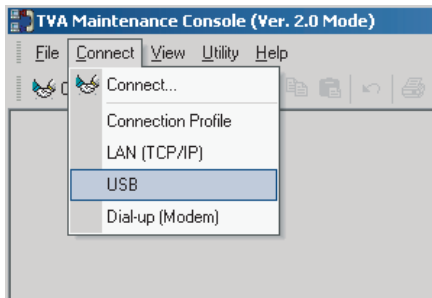 TVA Maintenance Console (Ver. 2.0 Mode)
File Connect View Utility Help
Connect...
Connection Profile
LAN (TCP/IP)
USB
Dial-up (Modem)